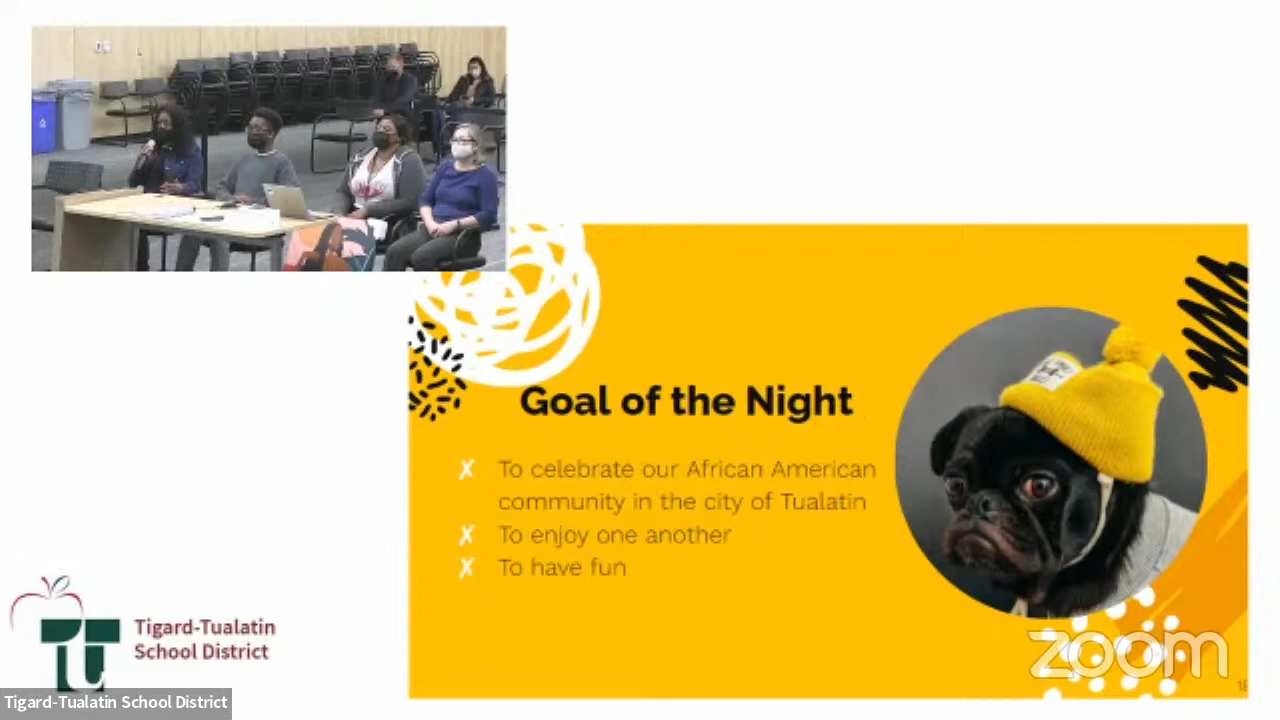 Goal of the Night
X To celebrate our African American
community in the city of Tualatin
X To enjoy one another
X To have fun
Tigard-Tualatin
School District
zoom
Tigard-Tualatin School District